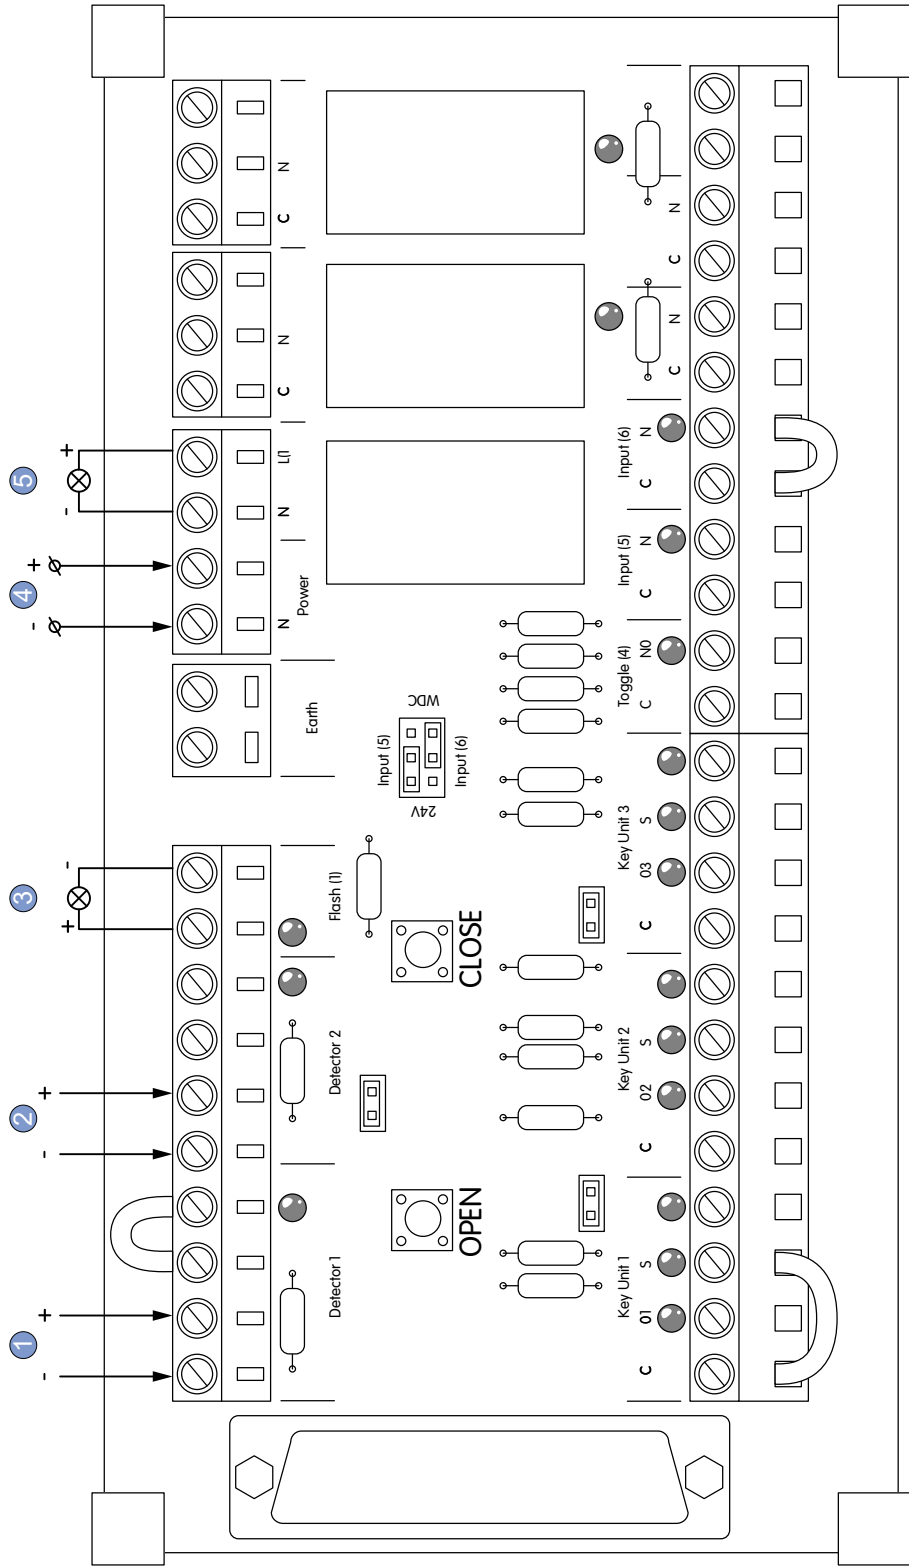 1 2 3 4 5
- + - + + - - + - +
N N L(1 C N C N
Detector 1 Detector 2 Flash (1) Earth Power
Input (5)
24V WDC
Input (6)
OPEN CLOSE
Key Unit 1 Key Unit 2 Key Unit 3 Toggle (4) Input (5) Input (6)
C 01 S C 02 S C 03 S C N0 C N C N C N C N